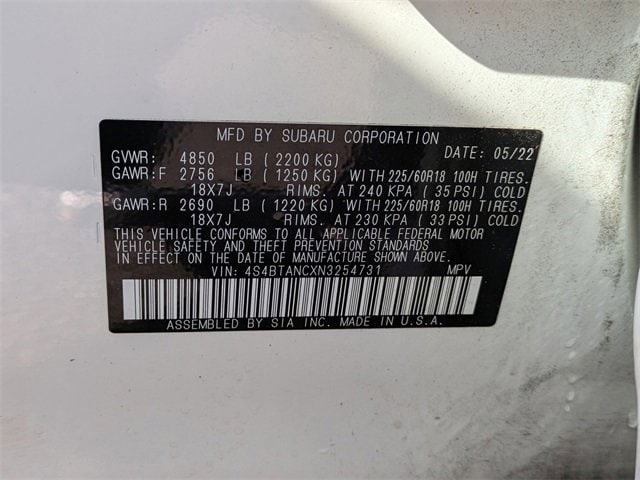 MFD BY SUBARU CORPORATION
GVWR: 4850 LB (2200 KG) DATE: 05/22
GAWR:F 2756 LB (1250 KG) WITH 225/60R18 100H TIRES.
18X7J RIMS. AT 240 KPA (35 PSI) COLD
GAWR:R 2690 LB (1220 KG) WITH 225/60R18 100H TIRES.
18X7J RIMS. AT 230 KPA (33 PSI) COLD
THIS VEHICLE CONFORMS TO ALL APPLICABLE FEDERAL MOTOR
VEHICLE SAFETY AND THEFT PREVENTION STANDARDS
IN EFFECT ON THE DATE OF MANUFACTURE SHOWN ABOVE.
VIN: 4S4BTANCXN3254731 MPV
ASSEMBLED BY SIA INC. MADE IN U.S.A.